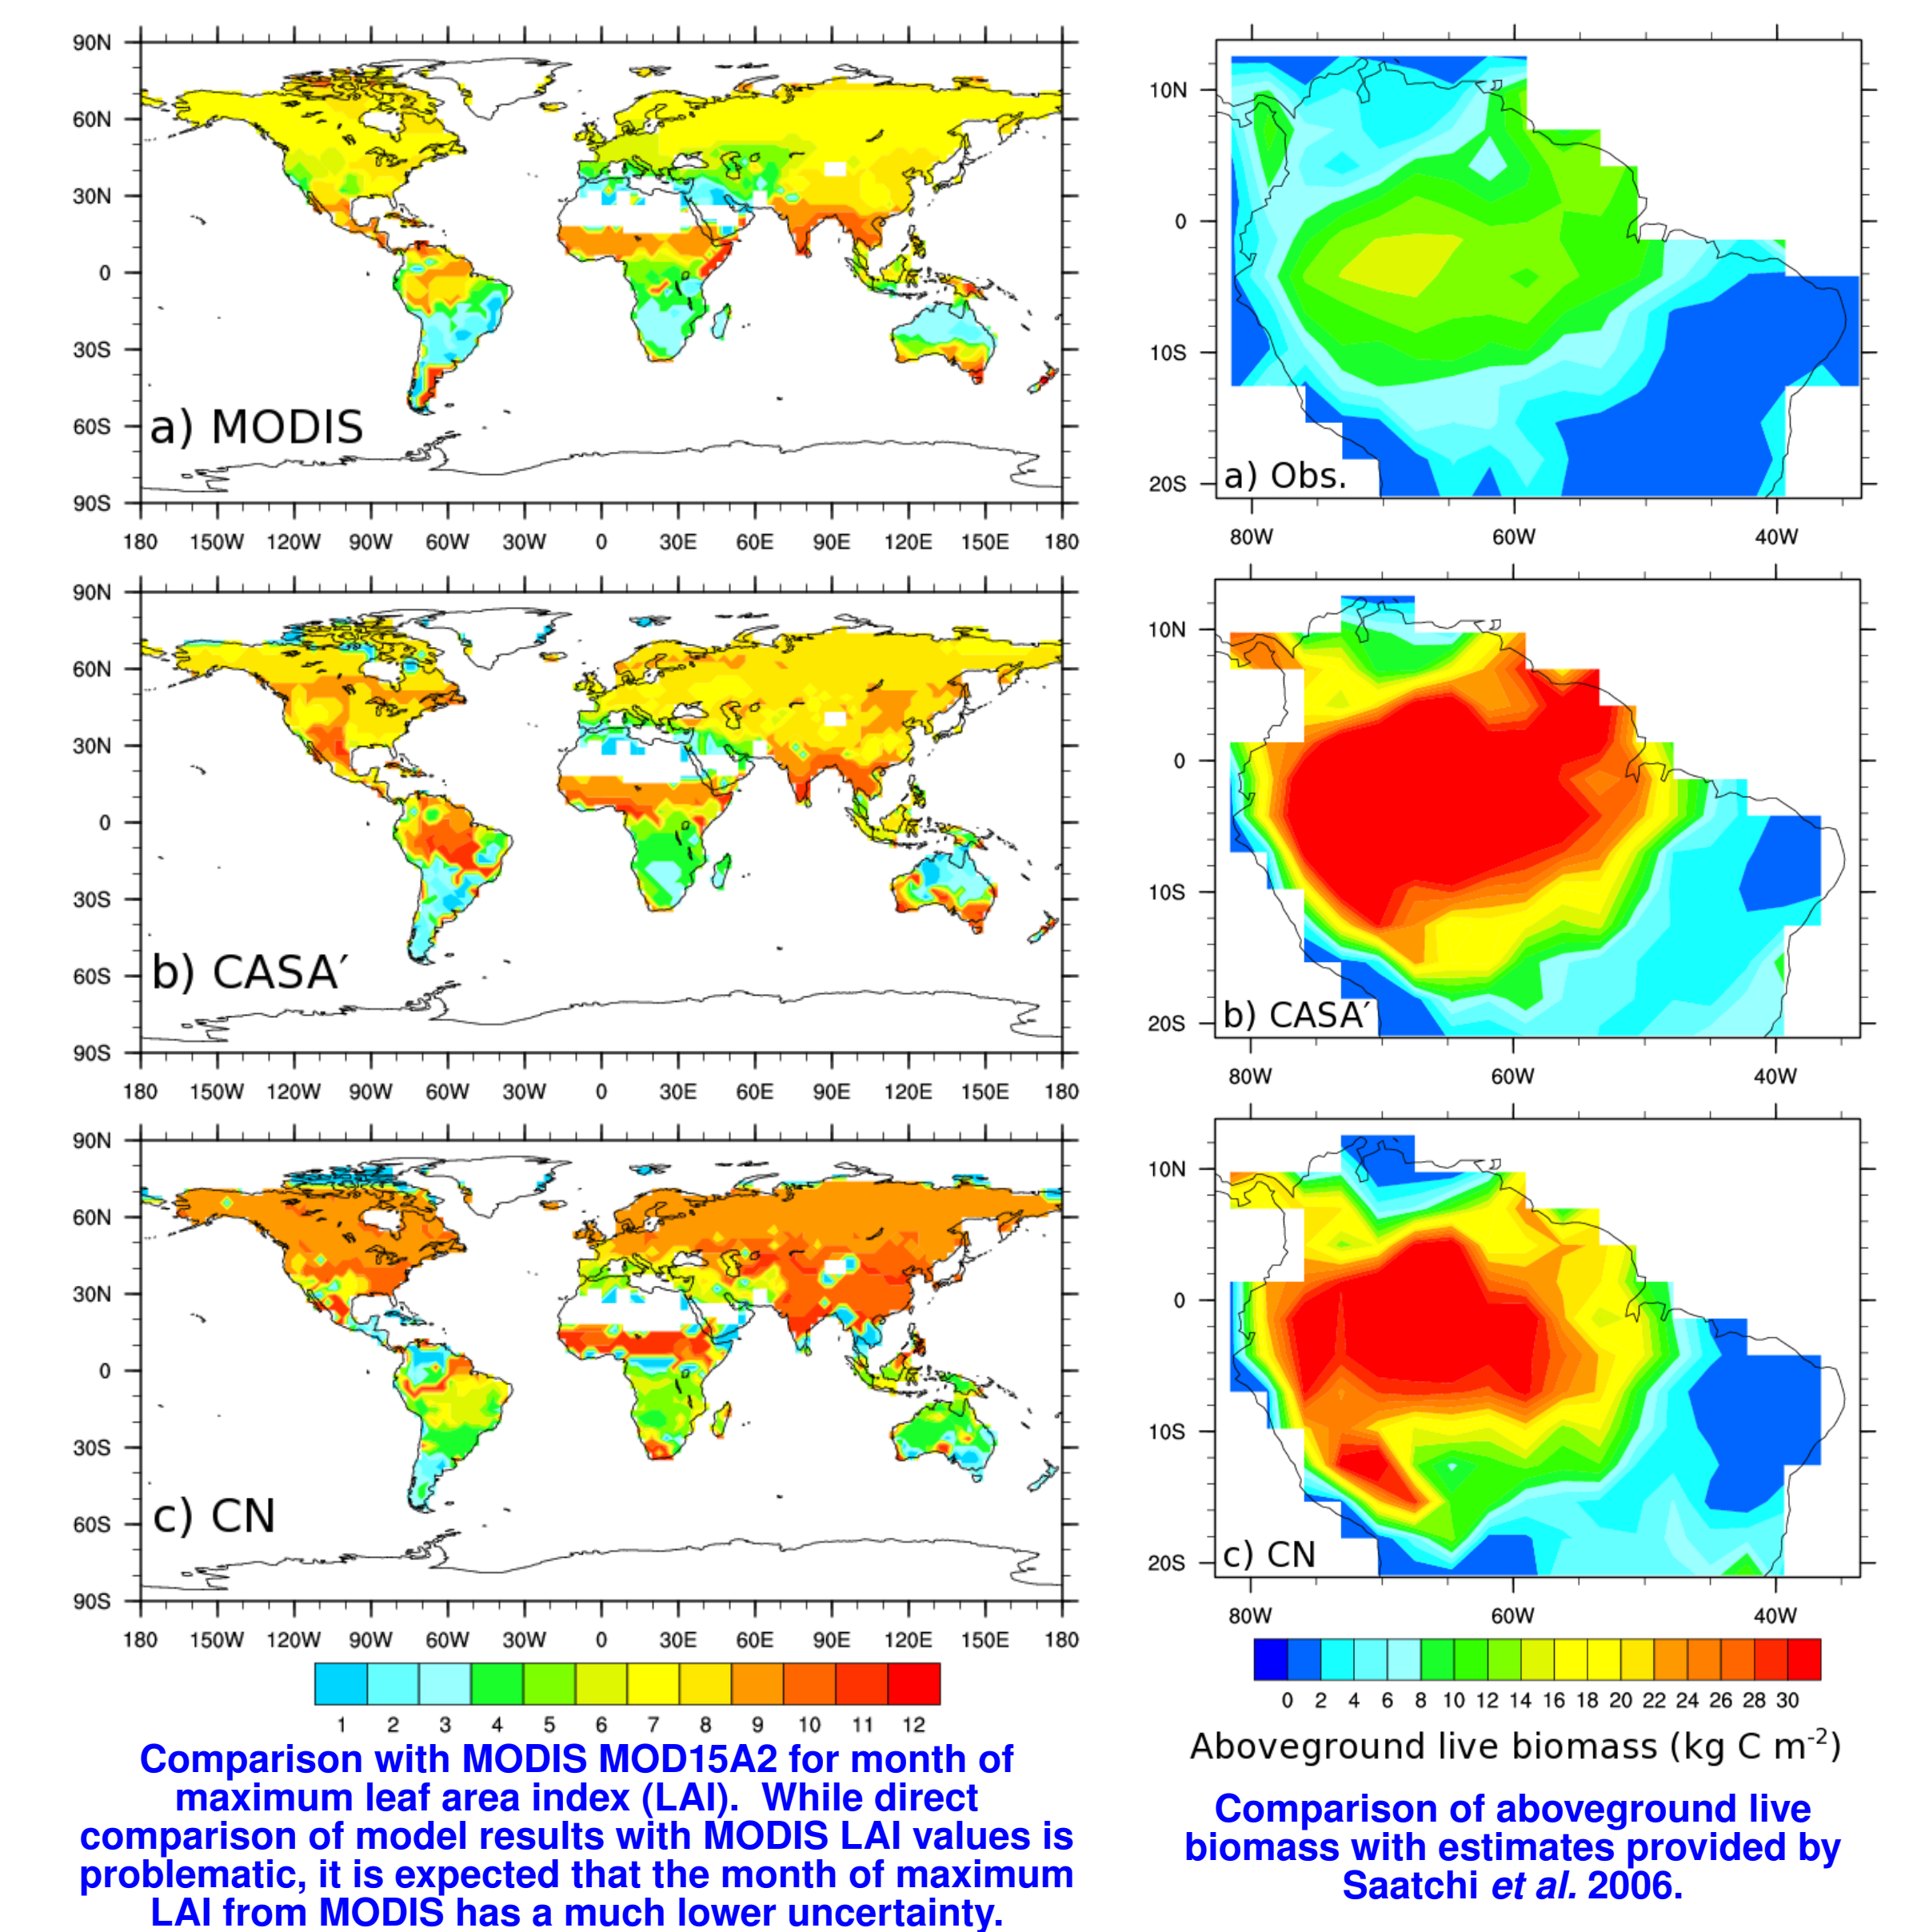 90N
60N
30N
0
30S
60S
90S
a) MODIS
180 150W 120W 90W 60W 30W 0 30E 60E 90E 120E 150E 180
10N
0
10S
20S
a) Obs.
80W 60W 40W
90N
60N
30N
0
30S
60S
90S
b) CASA′
180 150W 120W 90W 60W 30W 0 30E 60E 90E 120E 150E 180
10N
0
10S
20S
b) CASA′
80W 60W 40W
90N
60N
30N
0
30S
60S
90S
c) CN
180 150W 120W 90W 60W 30W 0 30E 60E 90E 120E 150E 180
1 2 3 4 5 6 7 8 9 10 11 12
Comparison with MODIS MOD15A2 for month of
maximum leaf area index (LAI). While direct
comparison of model results with MODIS LAI values is
problematic, it is expected that the month of maximum
LAI from MODIS has a much lower uncertainty.
10N
0
10S
20S
c) CN
80W 60W 40W
0 2 4 6 8 10 12 14 16 18 20 22 24 26 28 30
Aboveground live biomass (kg C m-2)
Comparison of aboveground live
biomass with estimates provided by
Saatchi et al. 2006.